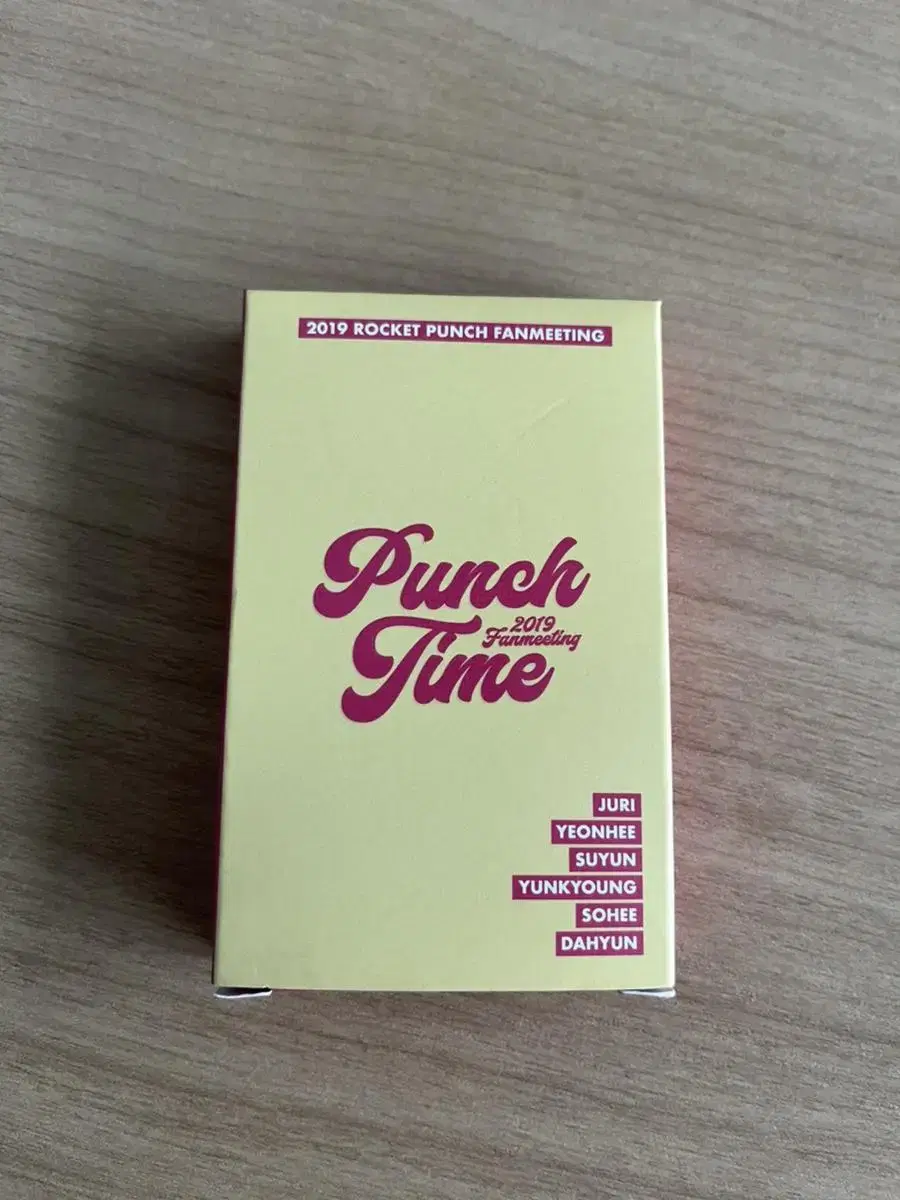 2019 ROCKET PUNCH FANMEETING
Punch
2019
Fanmeeting
Time
JURI
YEONHEE
SUYUN
YUNKYOUNG
SOHEE
DAHYUN